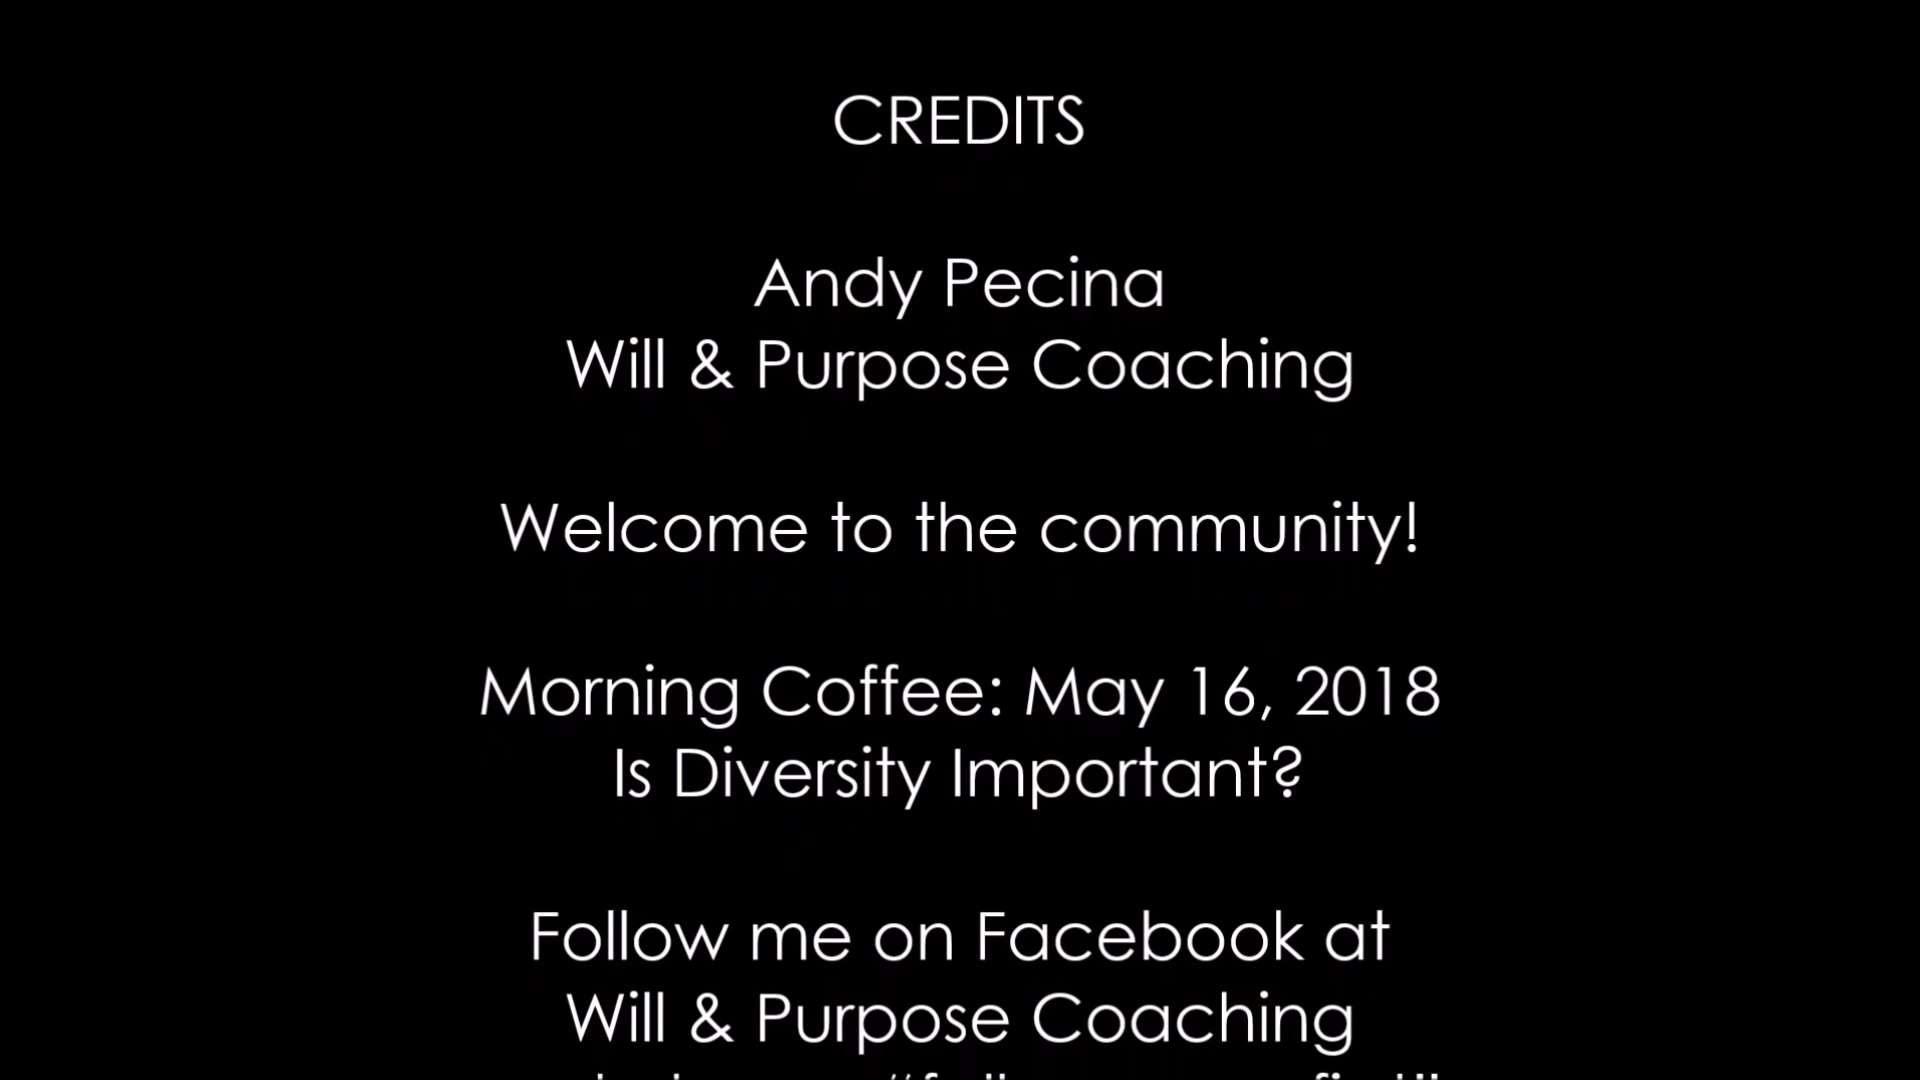 CREDITS
Andy Pecina
Will & Purpose Coaching
Welcome to the community!
Morning Coffee: May 16, 2018
Is Diversity Important?
Follow me on Facebook at
Will & Purpose Coaching